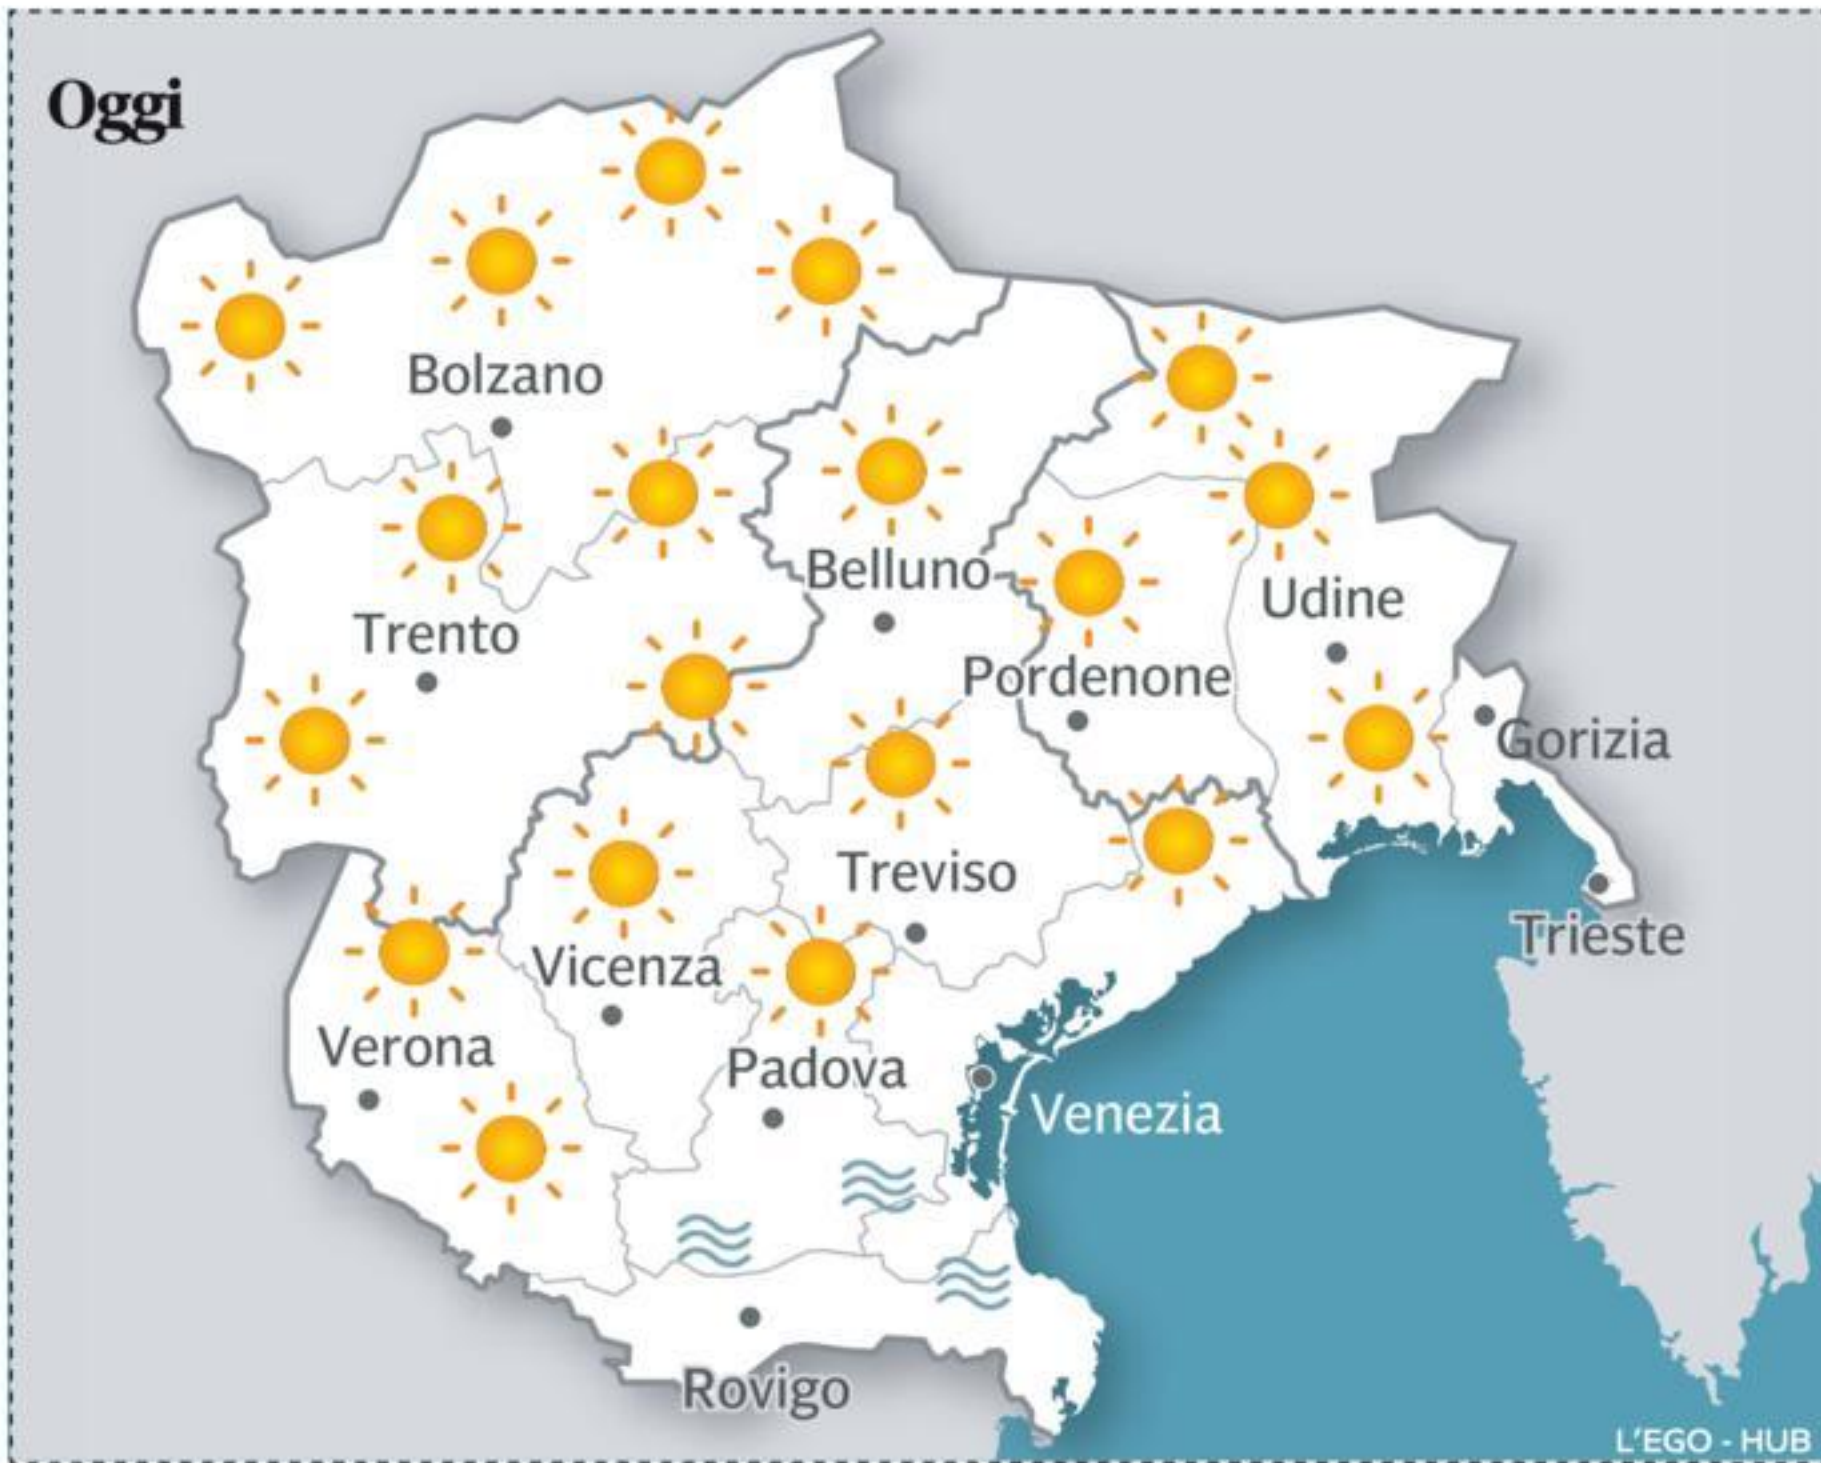 Oggi
Bolzano
Belluno
Udine
Trento
Pordenone
Gorizia
Treviso
Trieste
Vicenza
Verona
Padova
Venezia
Rovigo
L'EGO - HUB